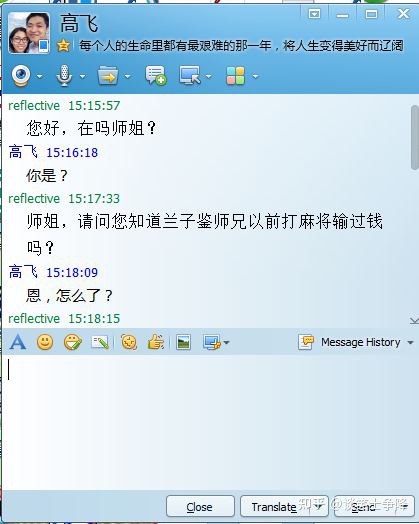 高飞
每个人的生命里都有最艰难的那一年，将人生变得美好而辽阔
reflective 15:15:57
您好，在吗师姐？
高飞 15:16:18
你是？
reflective 15:17:33
师姐，请问您知道兰子鉴师兄以前打麻将输过钱
吗？
高飞 15:18:09
恩，怎么了？
reflective 15:18:15
Message History
Close Translate Send
知乎